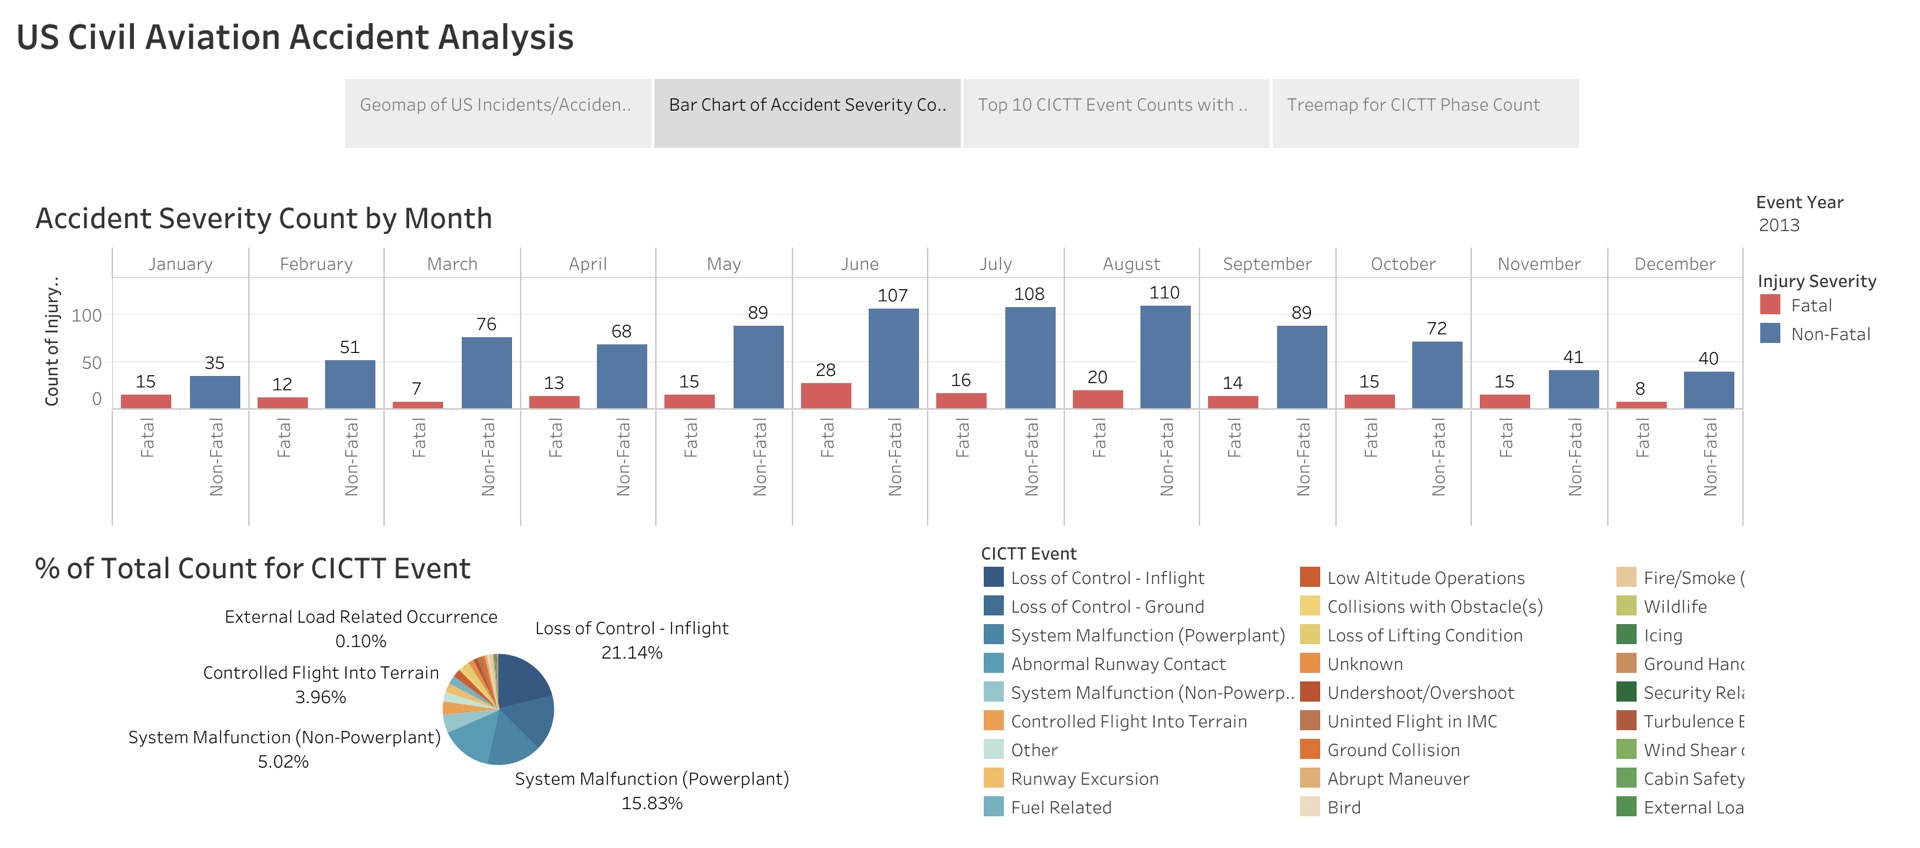 US Civil Aviation Accident Analysis
Geomap of US Incidents/Acciden..
Bar Chart of Accident Severity Co..
Top 10 CICTT Event Counts with ..
Treemap for CICTT Phase Count
Accident Severity Count by Month
Event Year
2013
Injury Severity
Fatal
Non-Fatal
January February March April May June July August September October November December
Count of Injury..
100
50
0
15 35 12 51 7 76 13 68 15 89 28 107 16 108 20 110 14 89 15 72 15 41 8 40
Fatal Non-Fatal Fatal Non-Fatal Fatal Non-Fatal Fatal Non-Fatal Fatal Non-Fatal Fatal Non-Fatal Fatal Non-Fatal Fatal Non-Fatal Fatal Non-Fatal Fatal Non-Fatal Fatal Non-Fatal Fatal Non-Fatal
% of Total Count for CICTT Event
External Load Related Occurrence
0.10%
Loss of Control - Inflight
21.14%
Controlled Flight Into Terrain
3.96%
System Malfunction (Non-Powerplant)
5.02%
System Malfunction (Powerplant)
15.83%
CICTT Event
Loss of Control - Inflight
Loss of Control - Ground
System Malfunction (Powerplant)
Abnormal Runway Contact
System Malfunction (Non-Powerp..
Controlled Flight Into Terrain
Other
Runway Excursion
Fuel Related
Low Altitude Operations
Collisions with Obstacle(s)
Loss of Lifting Condition
Unknown
Undershoot/Overshoot
Uninted Flight in IMC
Ground Collision
Abrupt Maneuver
Bird
Fire/Smoke (
Wildlife
Icing
Ground Hand
Security Rela
Turbulence E
Wind Shear o
Cabin Safety
External Loa